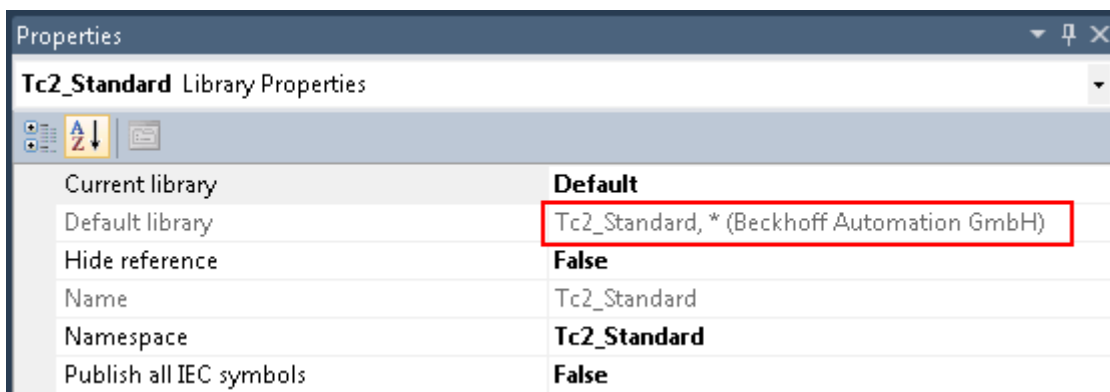 Properties
Tc2_Standard Library Properties
Current library Default
Default library Tc2_Standard, * (Beckhoff Automation GmbH)
Hide reference False
Name Tc2_Standard
Namespace Tc2_Standard
Publish all IEC symbols False